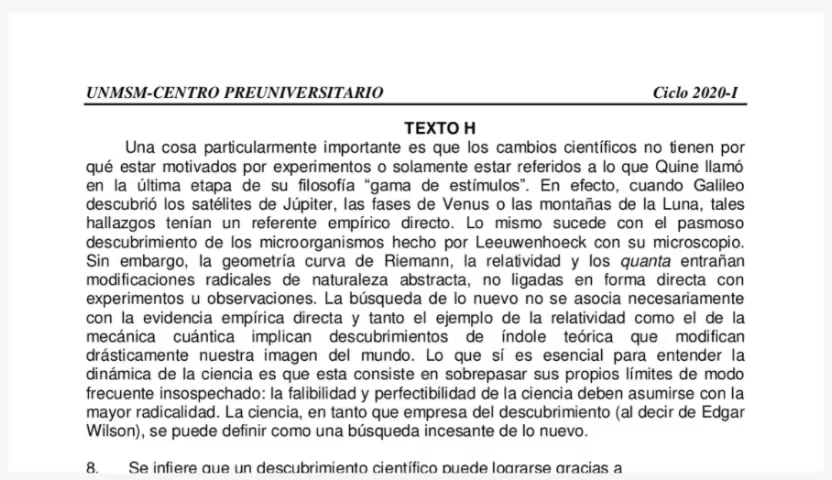 UNMSM-CENTRO PREUNIVERSITARIO Ciclo 2020-I
TEXTO H
Una cosa particularmente importante es que los cambios científicos no tienen por
qué estar motivados por experimentos o solamente estar referidos a lo que Quine llamó
en la última etapa de su filosofía “gama de estímulos”. En efecto, cuando Galileo
descubrió los satélites de Júpiter, las fases de Venus o las montañas de la Luna, tales
hallazgos tenían un referente empírico directo. Lo mismo sucede con el pasmoso
descubrimiento de los microorganismos hecho por Leeuwenhoeck con su microscopio.
Sin embargo, la geometría curva de Riemann, la relatividad y los quanta entrañan
modificaciones radicales de naturaleza abstracta, no ligadas en forma directa con
experimentos u observaciones. La búsqueda de lo nuevo no se asocia necesariamente
con la evidencia empírica directa y tanto el ejemplo de la relatividad como el de la
mecánica cuántica implican descubrimientos de índole teórica que modifican
drásticamente nuestra imagen del mundo. Lo que sí es esencial para entender la
dinámica de la ciencia es que esta consiste en sobrepasar sus propios límites de modo
frecuente insospechado: la falibilidad y perfectibilidad de la ciencia deben asumirse con la
mayor radicalidad. La ciencia, en tanto que empresa del descubrimiento (al decir de Edgar
Wilson), se puede definir como una búsqueda incesante de lo nuevo.
8. Se infiere que un descubrimiento científico puede lograrse gracias a